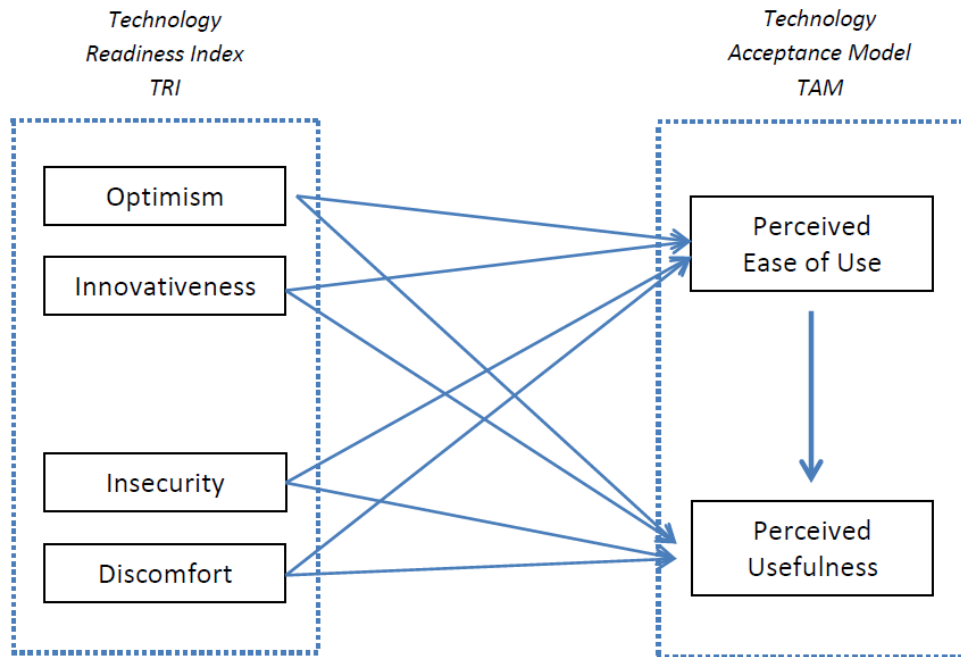 Technology
Readiness Index
TRI
Technology
Acceptance Model
TAM
Optimism
Innovativeness
Insecurity
Discomfort
Perceived
Ease of Use
Perceived
Usefulness